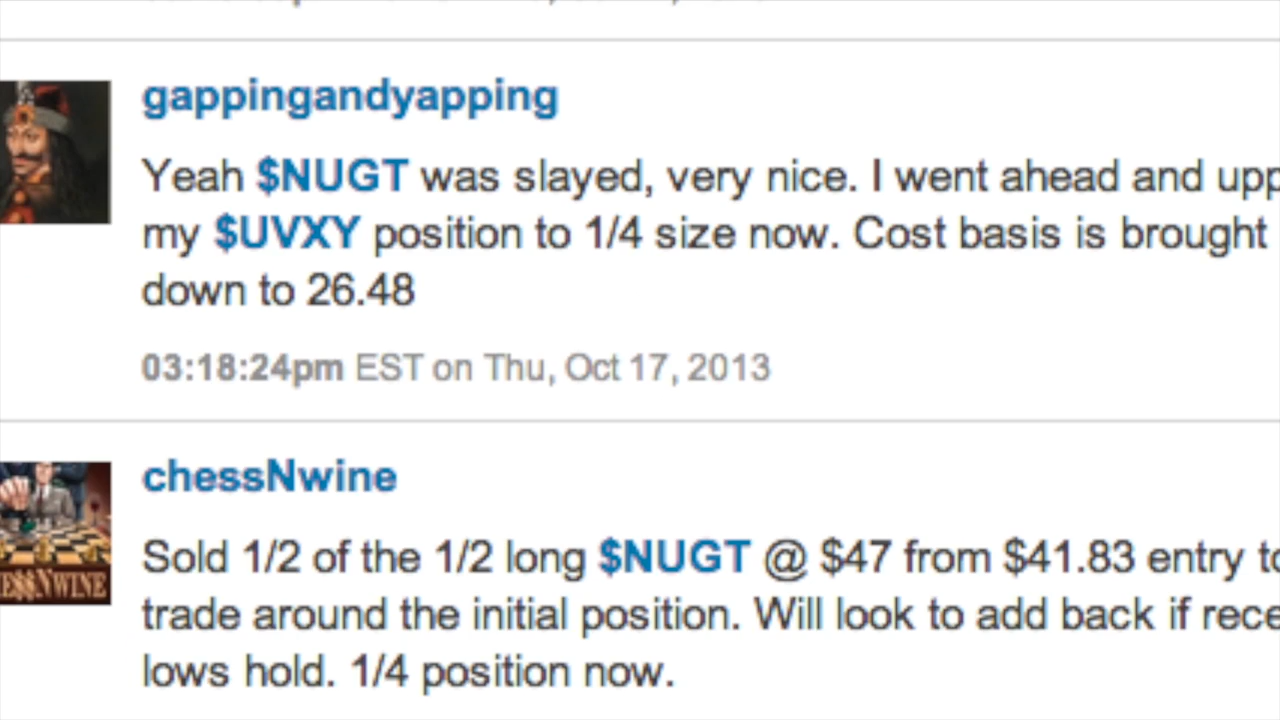 gappingandyapping
Yeah $NUGT was slayed, very nice. I went ahead and
my $UVXY position to 1/4 size now. Cost basis is brought
down to 26.48
03:18:24pm EST on Thu, Oct 17, 2013
chessNwine
Sold 1/2 of the 1/2 long $NUGT @ $47 from $41.83 entry to
trade around the initial position. Will look to add back if
lows hold. 1/4 position now.